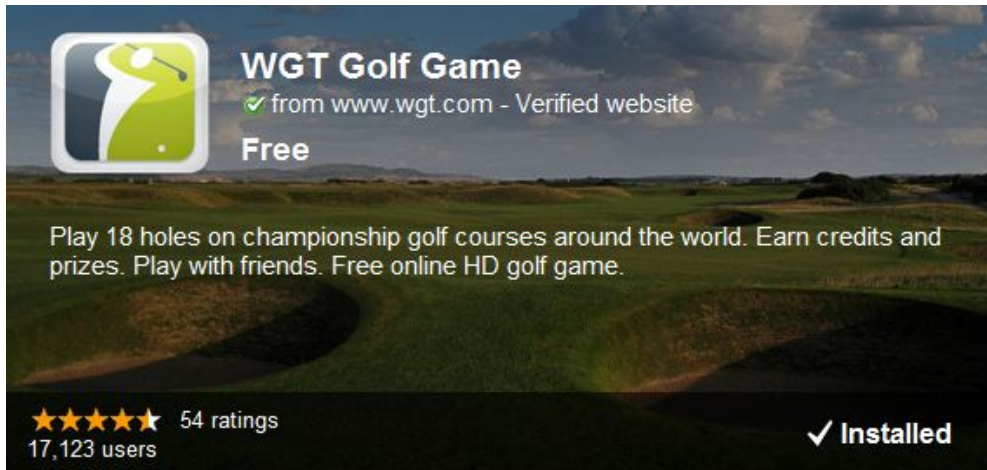 WGT Golf Game
from www.wgt.com - Verified website
Free
Play 18 holes on championship golf courses around the world. Earn credits and
prizes. Play with friends. Free online HD golf game.
54 ratings
17,123 users
Installed